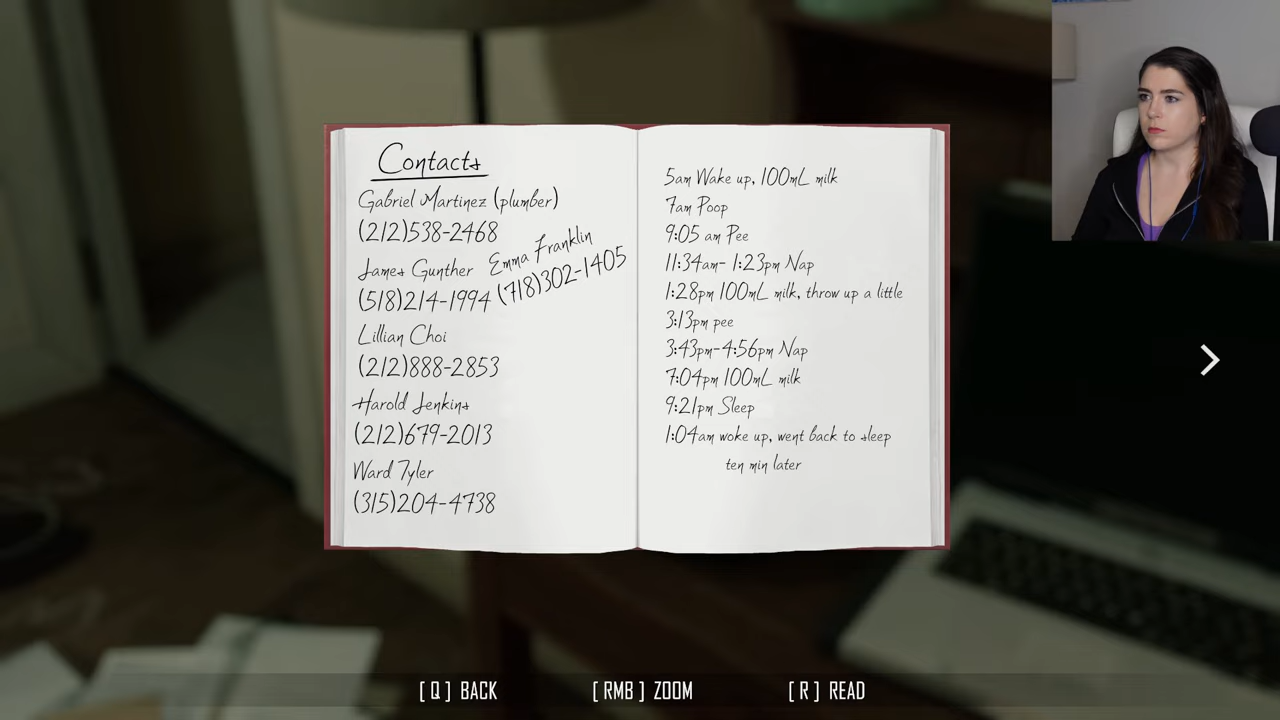 Contacts
Gabriel Martinez (plumber)
(212)538-2468
James Gunther
(518)214-1994
Emma Franklin
(718)302-1405
Lillian Choi
(212)888-2853
Harold Jenkins
(212)679-2013
Ward Tyler
(315)204-4738
5am Wake up, 100mL milk
7am Poop
9:05 am Pee
11:34am- 1:23pm Nap
1:28pm 100mL milk, throw up a little
3:13pm pee
3:43pm-4:56pm Nap
7:04pm 100mL milk
9:21pm Sleep
1:04am woke up, went back to sleep
ten min later
[ Q ] BACK
[ RMB ] ZOOM
[ R ] READ